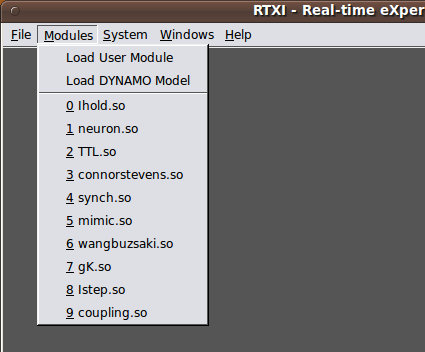 RTXI - Real-time eXper
File Modules System Windows Help
Load User Module
Load DYNAMO Model
0 Ihold.so
1 neuron.so
2 TTL.so
3 connorstevens.so
4 synch.so
5 mimic.so
6 wangbuzsaki.so
7 gK.so
8 Istep.so
9 coupling.so